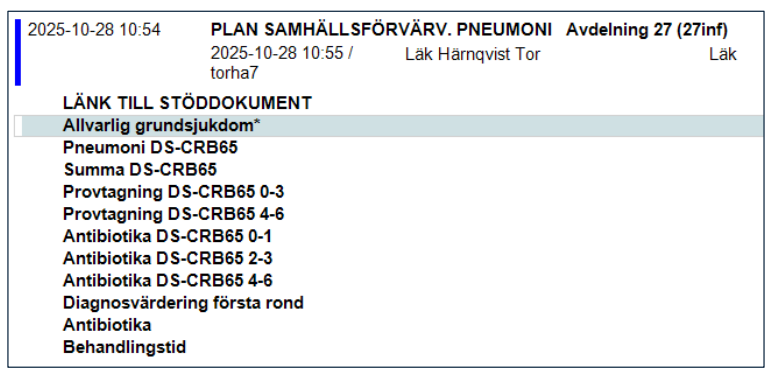 2025-10-28 10:54 PLAN SAMHÄLLSFÖRVÄRV. PNEUMONI Avdelning 27 (27inf)
2025-10-28 10:55 / Läk Härnqvist Tor Läk
torha7
LÄNK TILL STÖDDOKUMENT
Allvarlig grundsjukdom*
Pneumoni DS-CRB65
Summa DS-CRB65
Provtagning DS-CRB65 0-3
Provtagning DS-CRB65 4-6
Antibiotika DS-CRB65 0-1
Antibiotika DS-CRB65 2-3
Antibiotika DS-CRB65 4-6
Diagnosvärdering första rond
Antibiotika
Behandlingstid